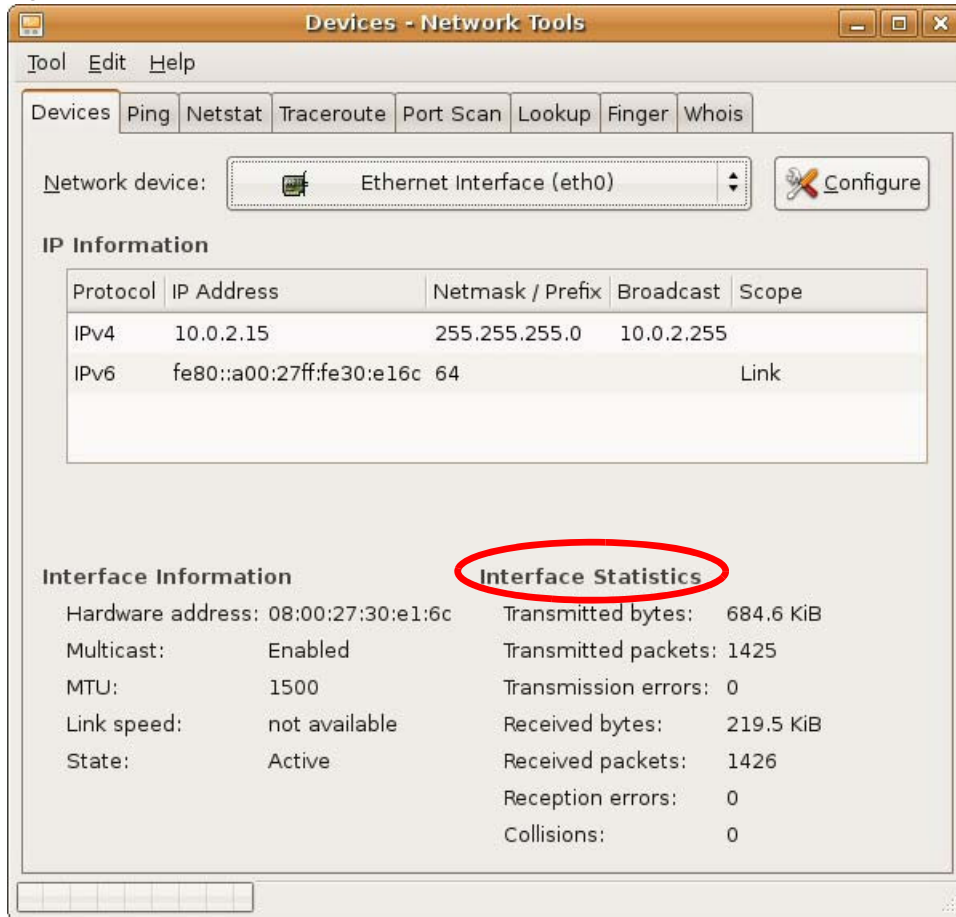 Devices - Network Tools
Tool Edit Help
Devices Ping Netstat Traceroute Port Scan Lookup Finger Whois
Network device: Ethernet Interface (eth0) Configure
IP Information
Protocol IP Address Netmask / Prefix Broadcast Scope
IPv4 10.0.2.15 255.255.255.0 10.0.2.255
IPv6 fe80::a00:27ff:fe30:e16c 64 Link
Interface Information
Hardware address: 08:00:27:30:e1:6c
Multicast: Enabled
MTU: 1500
Link speed: not available
State: Active
Interface Statistics
Transmitted bytes: 684.6 KiB
Transmitted packets: 1425
Transmission errors: 0
Received bytes: 219.5 KiB
Received packets: 1426
Reception errors: 0
Collisions: 0